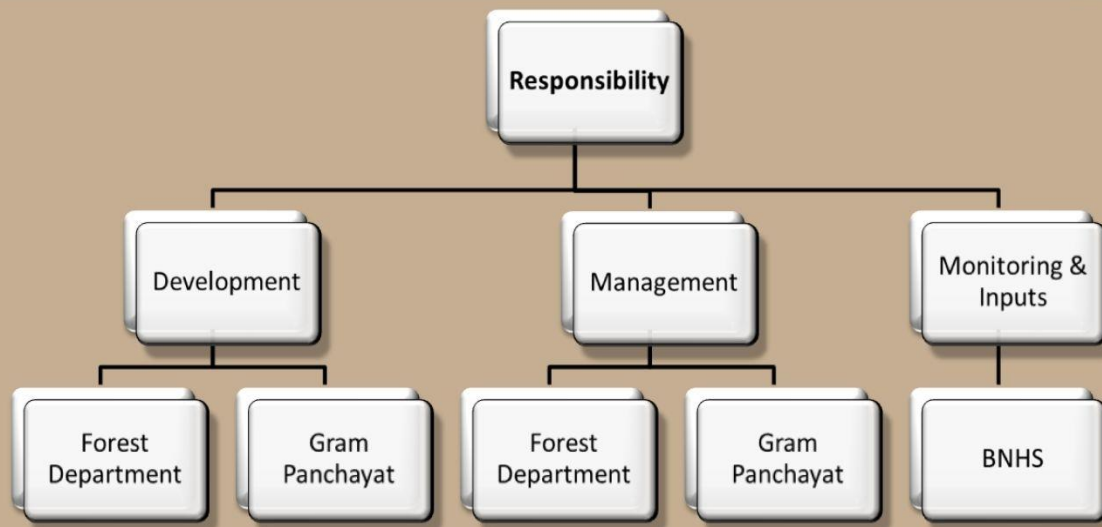 Responsibility
Development
Management
Monitoring &
Inputs
Forest
Department
Gram
Panchayat
Forest
Department
Gram
Panchayat
BNHS